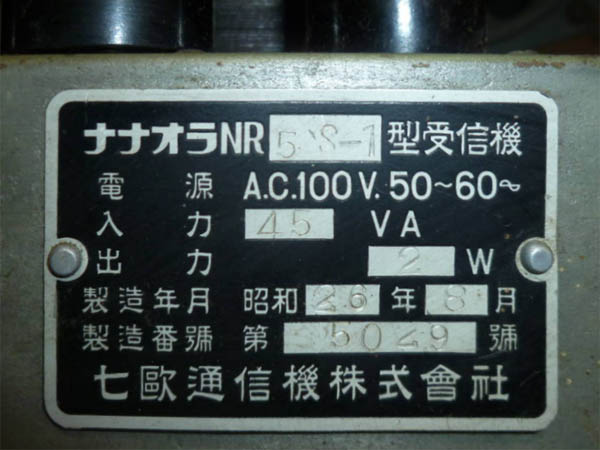 ナナオラNR 5S-1 型受信機
電源 A.C.100V. 50~60~
入力 45 VA
出力 2 W
製造年月 昭和 26 年 8 月
製造番號 第 5029 號
七歐通信機株式會社